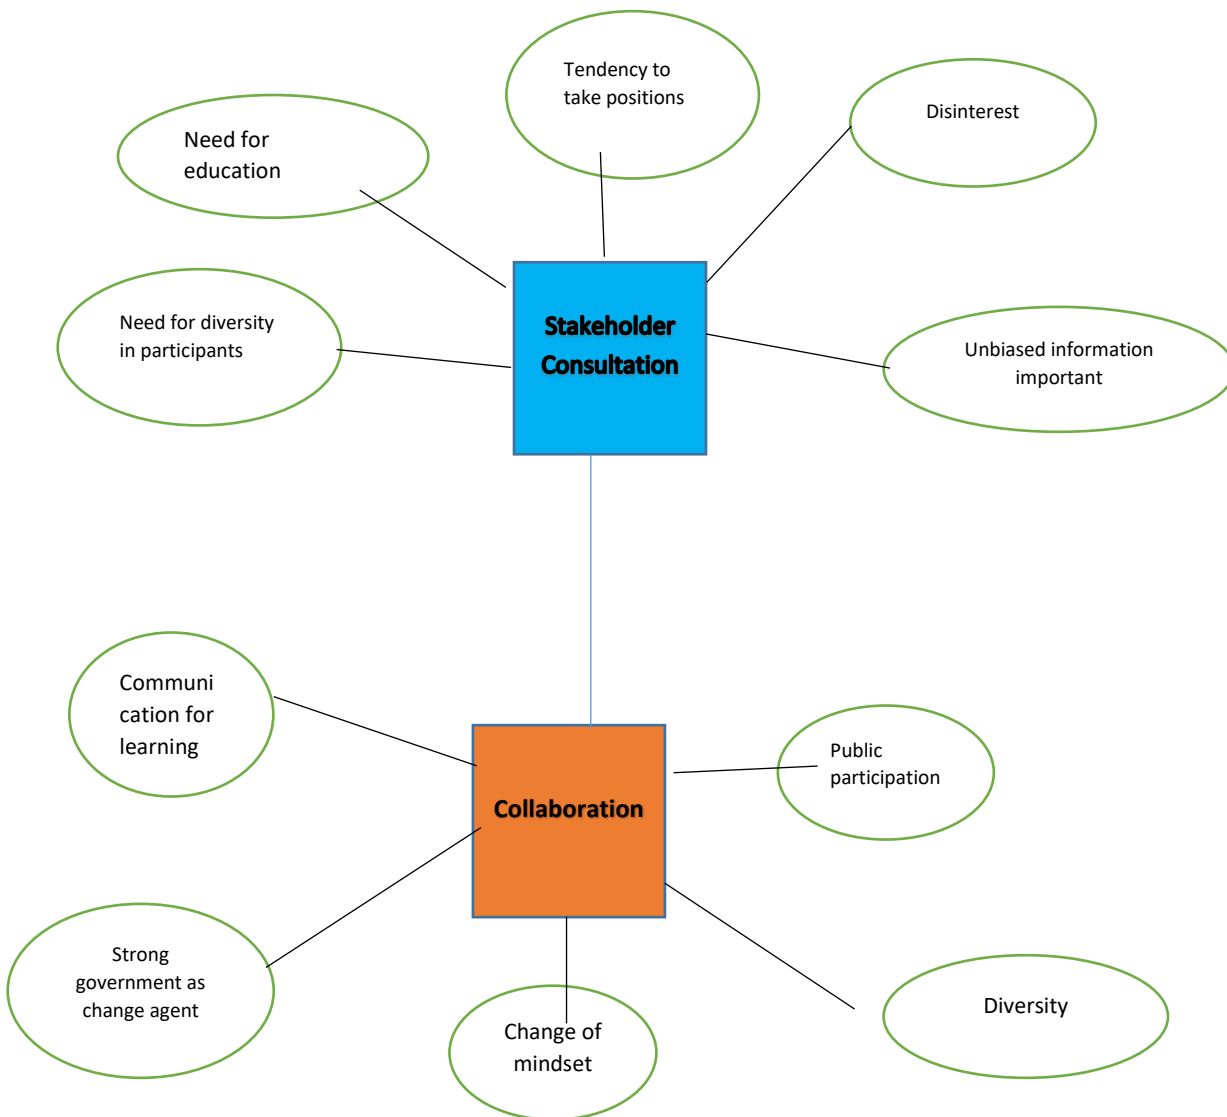 Tendency to
take positions
Disinterest
Need for
education
Need for diversity
in participants
Stakeholder
Consultation
Unbiased information
important
Communi
cation for
learning
Public
participation
Collaboration
Strong
government as
change agent
Change of
mindset
Diversity